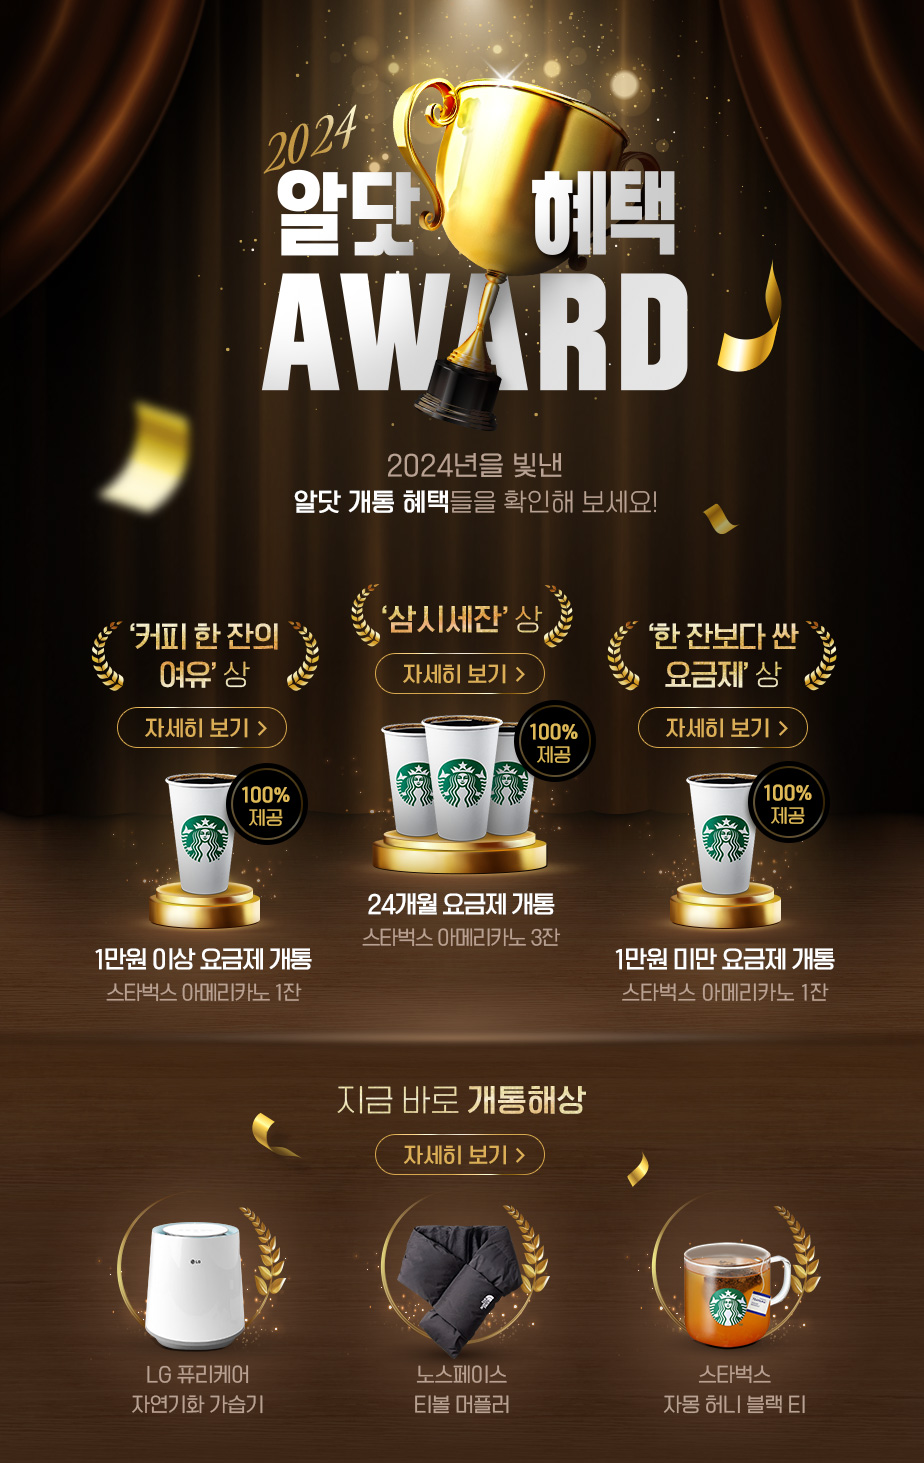 2024
알닷 혜택
AWARD
2024년을 빛낸
알닷 개통 혜택들을 확인해 보세요!
‘커피 한 잔의
여유’ 상
자세히 보기 >
100%
제공
1만원 이상 요금제 개통
스타벅스 아메리카노 1잔
‘삼시세잔’ 상
자세히 보기 >
100%
제공
24개월 요금제 개통
스타벅스 아메리카노 3잔
‘한 잔보다 싼
요금제’ 상
자세히 보기 >
100%
제공
1만원 미만 요금제 개통
스타벅스 아메리카노 1잔
지금 바로 개통해상
자세히 보기 >
LG
LG 퓨리케어
자연기화 가습기
노스페이스
티볼 머플러
스타벅스
자몽 허니 블랙 티